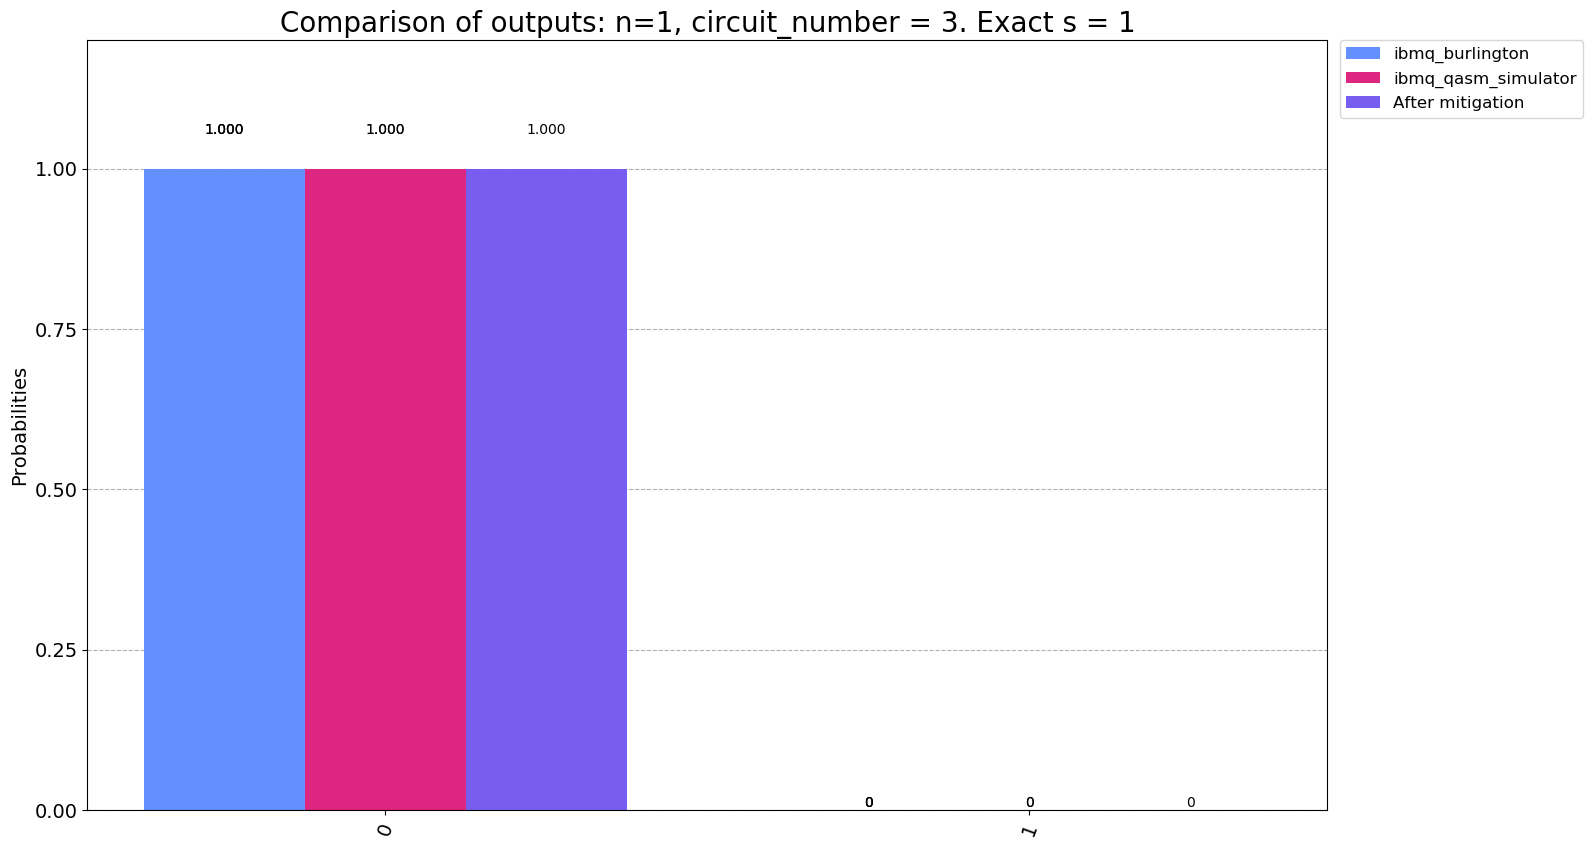 Comparison of outputs: n=1, circuit_number = 3. Exact s = 1
ibmq_burlington
ibmq_qasm_simulator
After mitigation
1.000 1.000 1.000
1.00
0.75
0.50
0.25
0.00
Probabilities
0 0 0
0 1